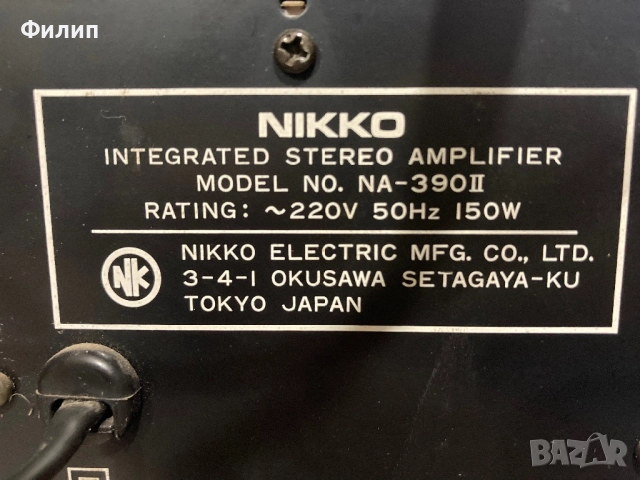 Филип
NIKKO
INTEGRATED STEREO AMPLIFIER
MODEL NO. NA-390II
RATING: ~220V 50Hz 150W
NK
NIKKO ELECTRIC MFG. CO., LTD.
3-4-1 OKUSAWA SETAGAYA-KU
TOKYO JAPAN
BAZAR